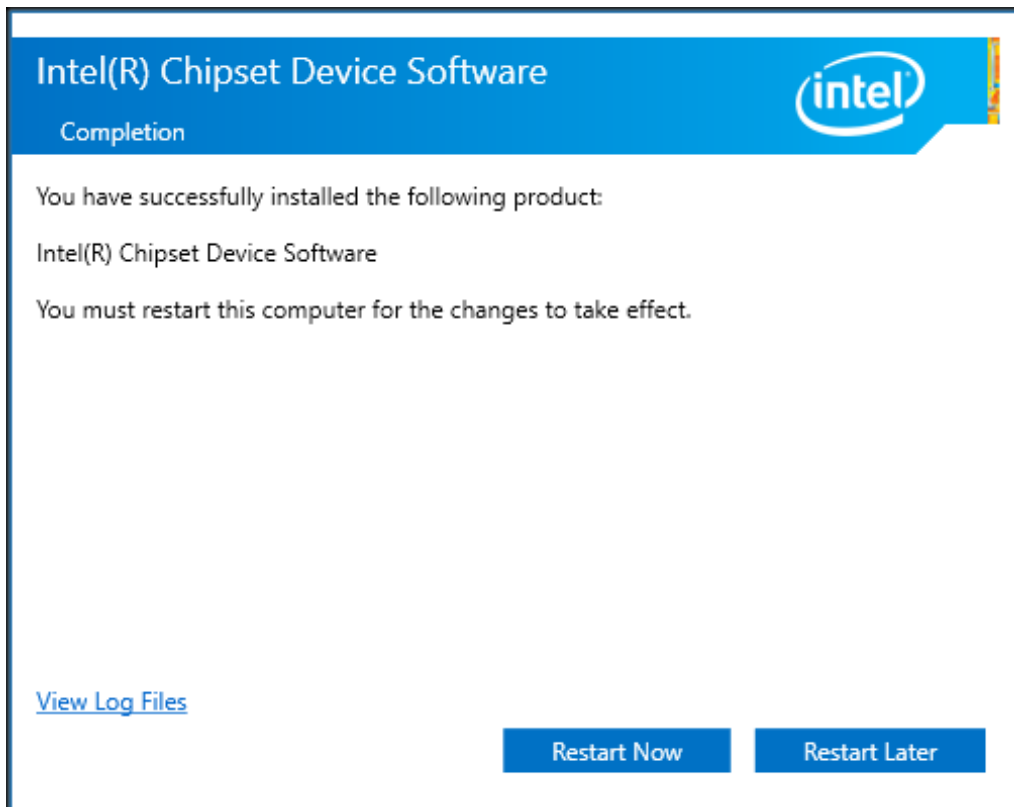 Intel(R) Chipset Device Software
intel
Completion
You have successfully installed the following product:
Intel(R) Chipset Device Software
You must restart this computer for the changes to take effect.
View Log Files
Restart Now
Restart Later